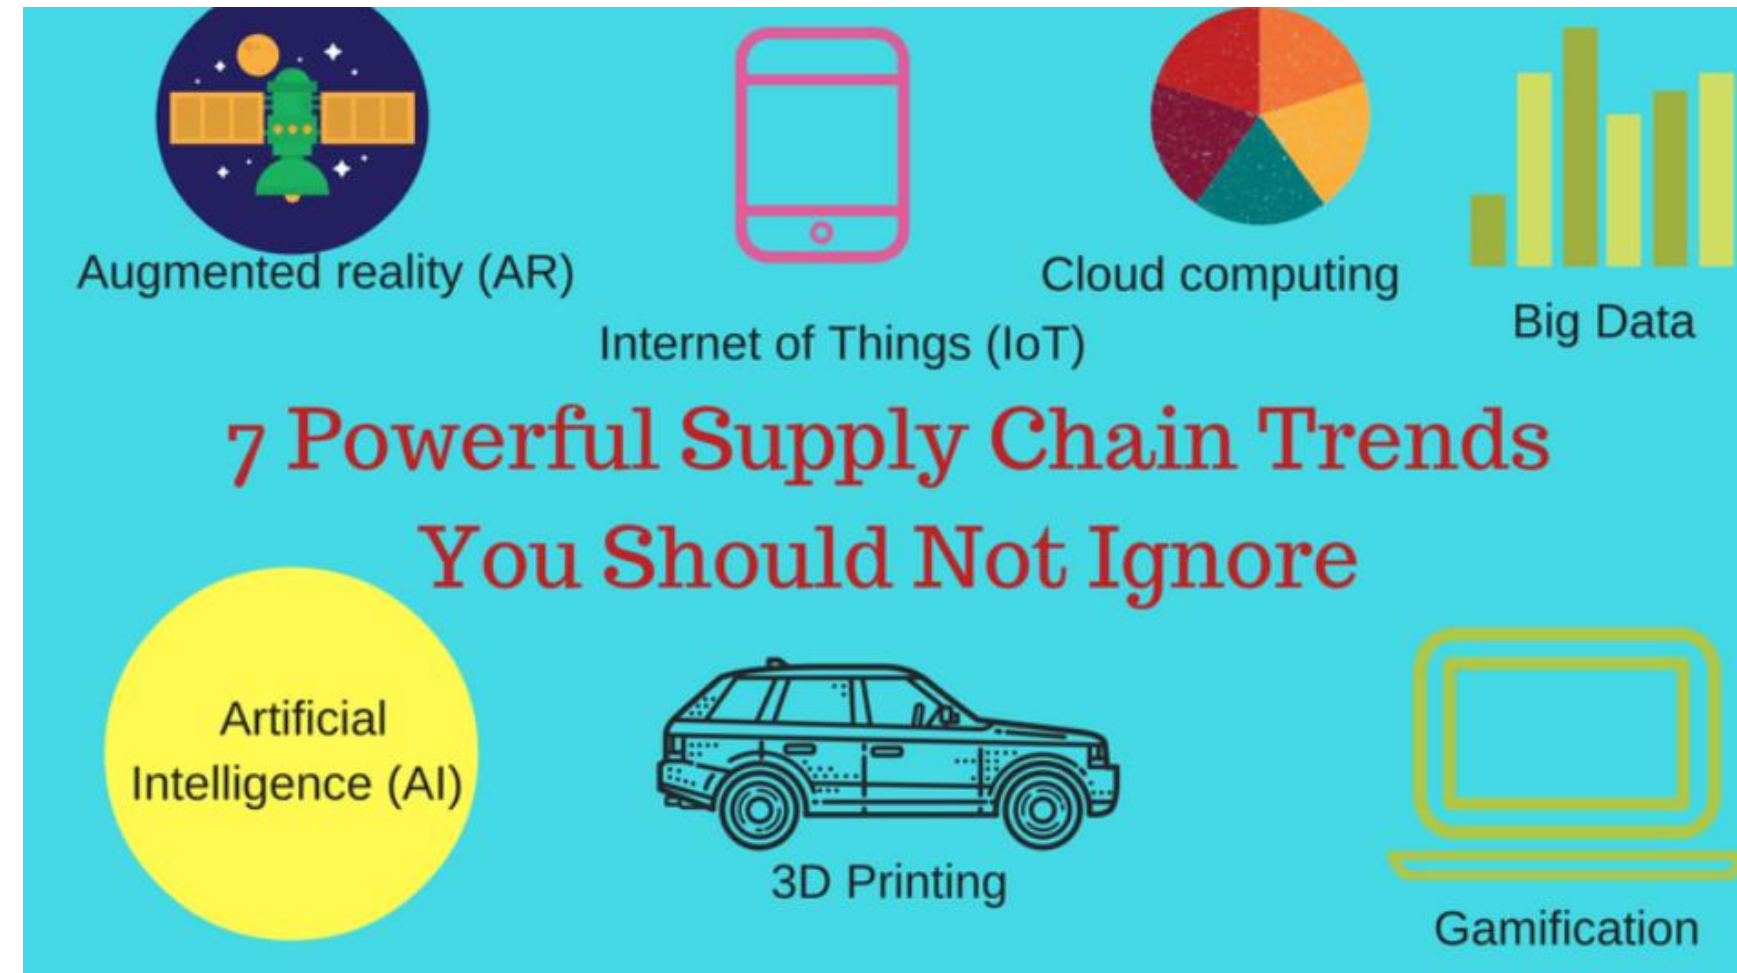 Augmented reality (AR)
Internet of Things (IoT)
Cloud computing
Big Data
7 Powerful Supply Chain Trends
You Should Not Ignore
Artificial
Intelligence (AI)
3D Printing
Gamification